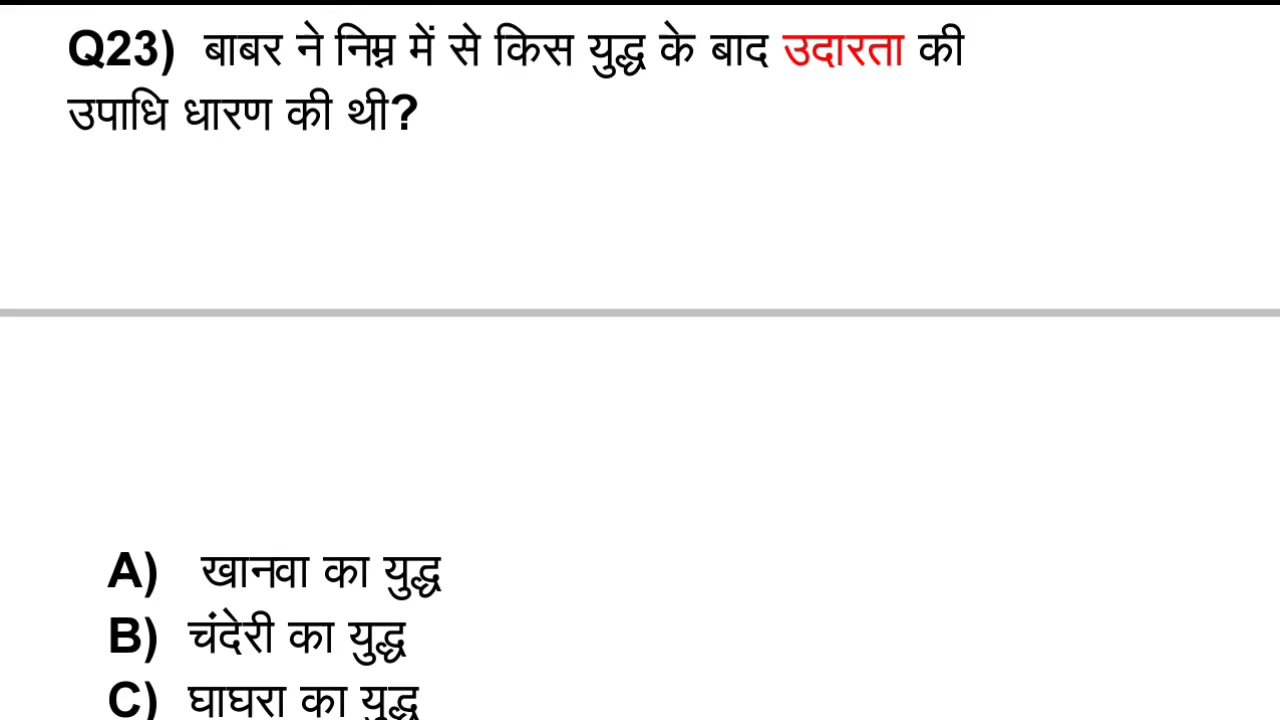 Q23) बाबर ने निम्न में से किस युद्ध के बाद उदारता की
उपाधि धारण की थी?
A) खानवा का युद्ध
B) चंदेरी का युद्ध
C) घाघरा का युद्ध